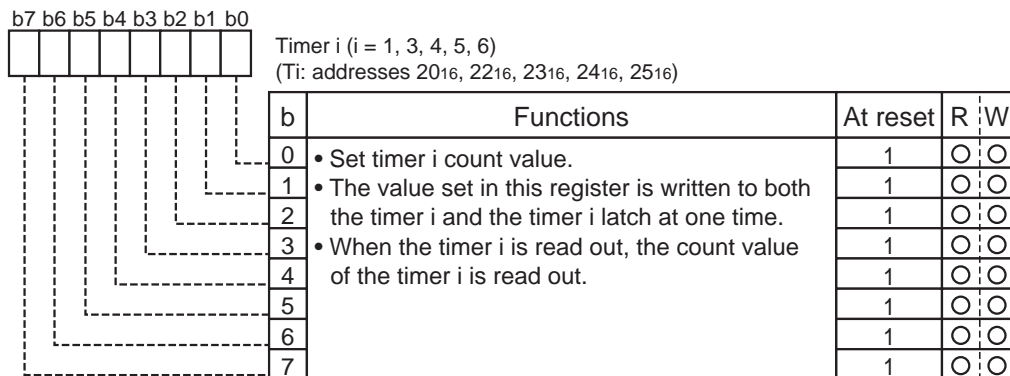 b7 b6 b5 b4 b3 b2 b1 b0
Timer i (i = 1, 3, 4, 5, 6)
(Ti: addresses 2016, 2216, 2316, 2416, 2516)
b Functions At reset R W
0 • Set timer i count value. 1 O O
1 • The value set in this register is written to both 1 O O
2 the timer i and the timer i latch at one time. 1 O O
3 • When the timer i is read out, the count value 1 O O
4 of the timer i is read out. 1 O O
5 1 O O
6 1 O O
7 1 O O